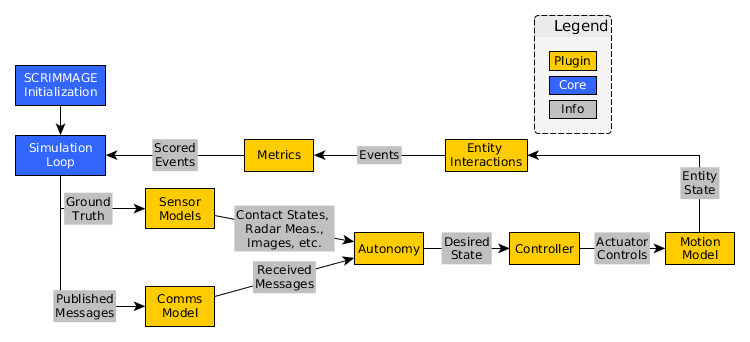 Legend
Plugin
Core
Info
SCRIMMAGE
Initialization
Simulation
Loop
Scored
Events
Metrics
Events
Entity
Interactions
Entity
State
Ground
Truth
Sensor
Models
Contact States,
Radar Meas.,
Images, etc.
Autonomy
Desired
State
Controller
Actuator
Controls
Motion
Model
Received
Messages
Published
Messages
Comms
Model